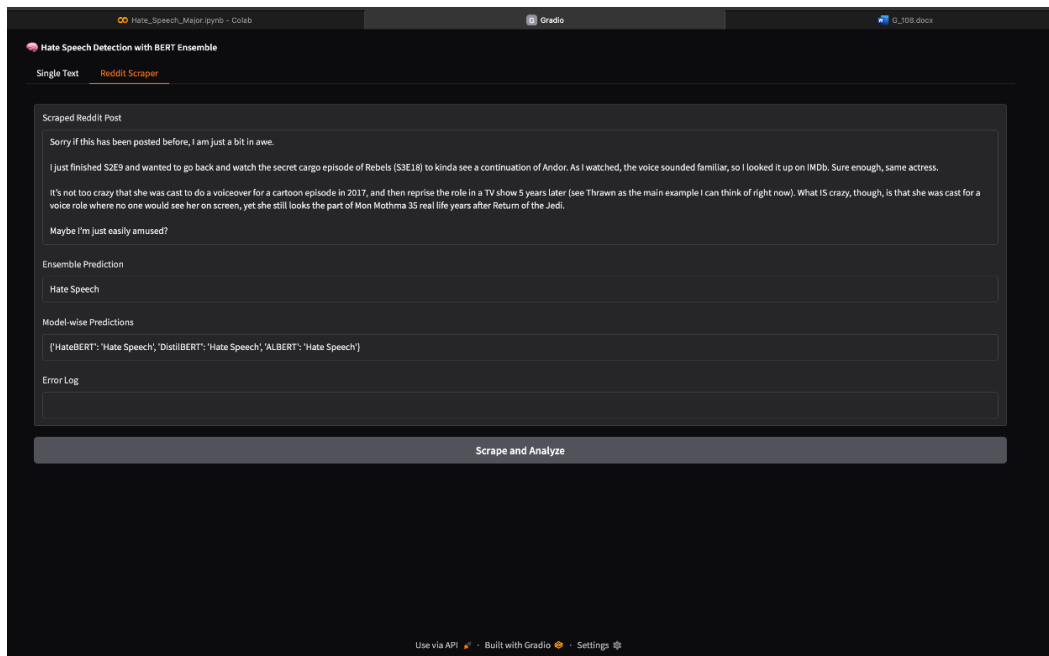 Hate_Speech_Major.ipynb - Colab
G Gradio
G_108.docx
Hate Speech Detection with BERT Ensemble
Single Text
Reddit Scraper
Scraped Reddit Post
Sorry if this has been posted before, I am just a bit in awe.
I just finished S2E9 and wanted to go back and watch the secret cargo episode of Rebels (S3E18) to kinda see a continuation of Andor. As I watched, the voice sounded familiar, so I looked it up on IMDb. Sure enough, same actress.
It's not too crazy that she was cast to do a voiceover for a cartoon episode in 2017, and then reprise the role in a TV show 5 years later (see Thrawn as the main example I can think of right now). What IS crazy, though, is that she was cast for a
voice role where no one would see her on screen, yet she still looks the part of Mon Mothma 35 real life years after Return of the Jedi.
Maybe I'm just easily amused?
Ensemble Prediction
Hate Speech
Model-wise Predictions
{'HateBERT': 'Hate Speech', 'DistilBERT': 'Hate Speech', 'ALBERT': 'Hate Speech'}
Error Log
Scrape and Analyze
Use via API · Built with Gradio · Settings